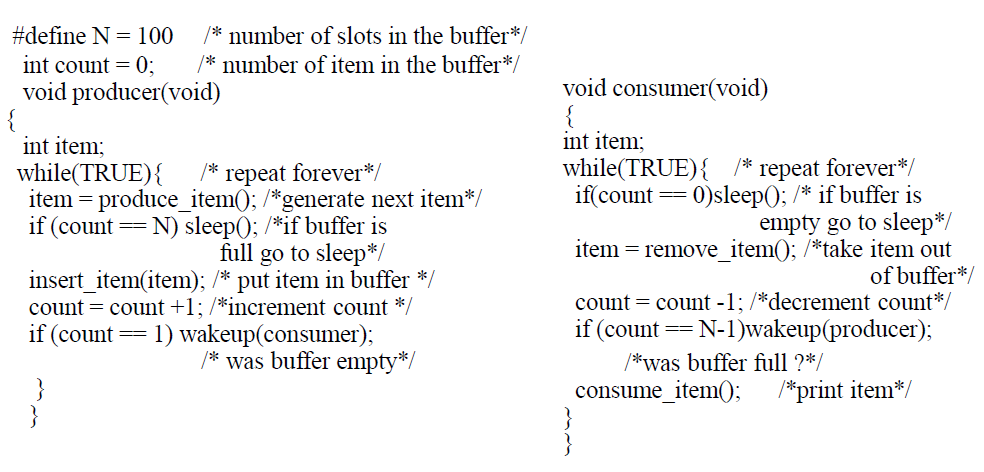 #define N = 100 /* number of slots in the buffer*/
int count = 0; /* number of item in the buffer*/
void producer(void)
{
int item;
while(TRUE){ /* repeat forever*/
item = produce_item(); /*generate next item*/
if (count == N) sleep(); /*if buffer is
full go to sleep*/
insert_item(item); /* put item in buffer */
count = count +1; /*increment count */
if (count == 1) wakeup(consumer);
/* was buffer empty*/
}
}
void consumer(void)
{
int item;
while(TRUE){ /* repeat forever*/
if(count == 0)sleep(); /* if buffer is
empty go to sleep*/
item = remove_item(); /*take item out
of buffer*/
count = count -1; /*decrement count*/
if (count == N-1)wakeup(producer);
/*was buffer full ?*/
consume_item(); /*print item*/
}
}